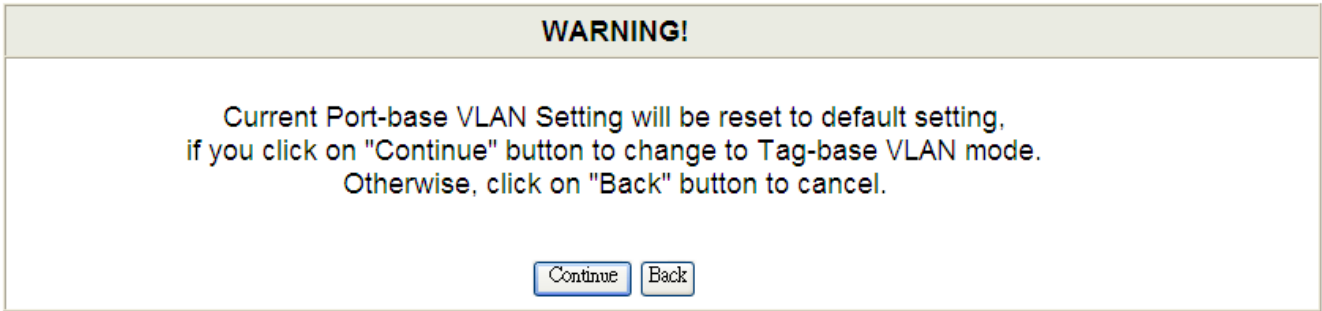 WARNING!
Current Port-base VLAN Setting will be reset to default setting,
if you click on "Continue" button to change to Tag-base VLAN mode.
Otherwise, click on "Back" button to cancel.
Continue Back